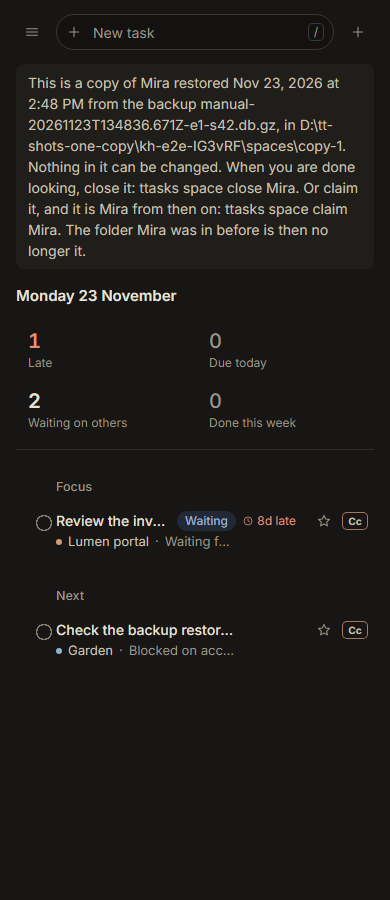 New task
/
This is a copy of Mira restored Nov 23, 2026 at
2:48 PM from the backup manual-
20261123T134836.671Z-e1-s42.db.gz, in D:\tt-
shots-one-copy\kh-e2e-IG3vRF\spaces\copy-1.
Nothing in it can be changed. When you are done
looking, close it: ttasks space close Mira. Or claim
it, and it is Mira from then on: ttasks space claim
Mira. The folder Mira was in before is then no
longer it.
Monday 23 November
1 0
Late Due today
2 0
Waiting on others Done this week
Focus
Review the inv... Waiting 8d late Cc
Lumen portal · Waiting f...
Next
Check the backup restor... Cc
Garden · Blocked on acc...